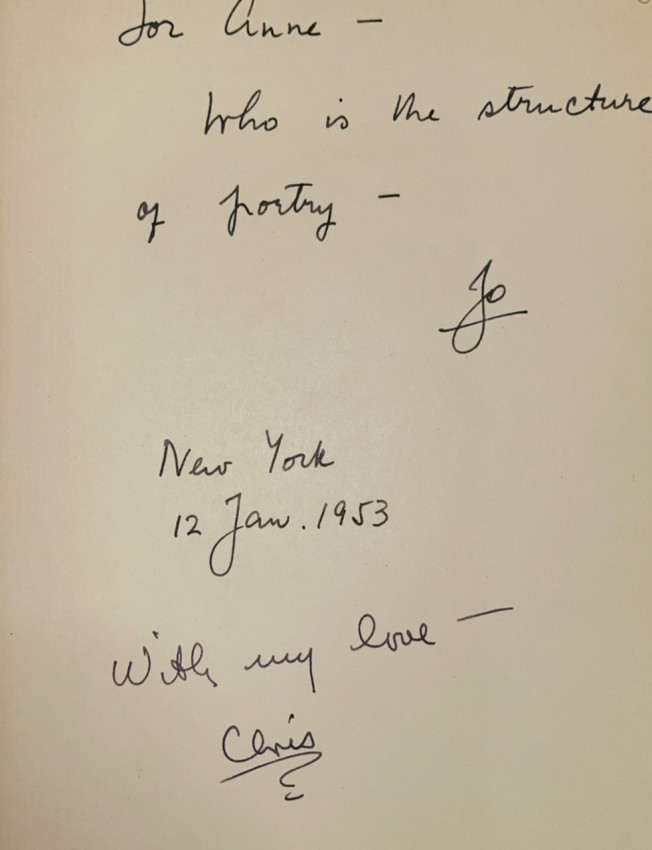 For Anne —
Who is the structure
of poetry —
Jo
New York
12 Jan. 1953
With my love —
Chris